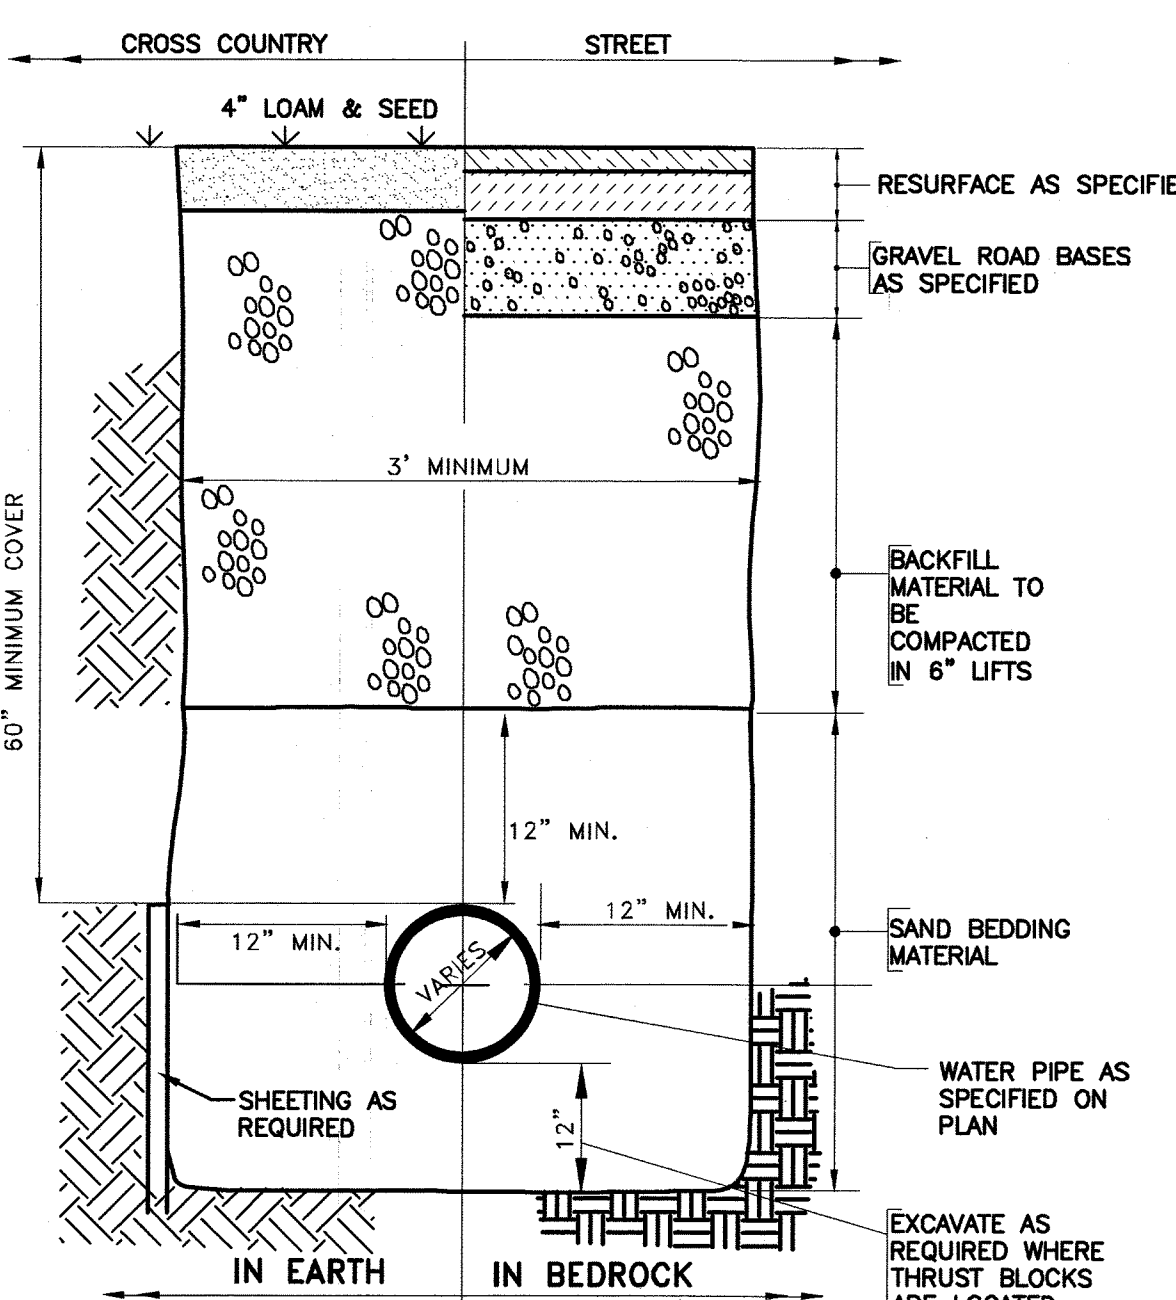 CROSS COUNTRY
STREET
4" LOAM & SEED
RESURFACE AS
GRAVEL ROAD BASES
AS SPECIFIED
3' MINIMUM
60" MINIMUM COVER
BACKFILL
MATERIAL TO
BE
COMPACTED
IN 6" LIFTS
12" MIN.
12" MIN.
12" MIN.
VARIES
SAND BEDDING
MATERIAL
WATER PIPE AS
SPECIFIED ON
PLAN
SHEETING AS
REQUIRED
12"
EXCAVATE AS
REQUIRED WHERE
THRUST BLOCKS
ARE LOCATED
IN EARTH
IN BEDROCK